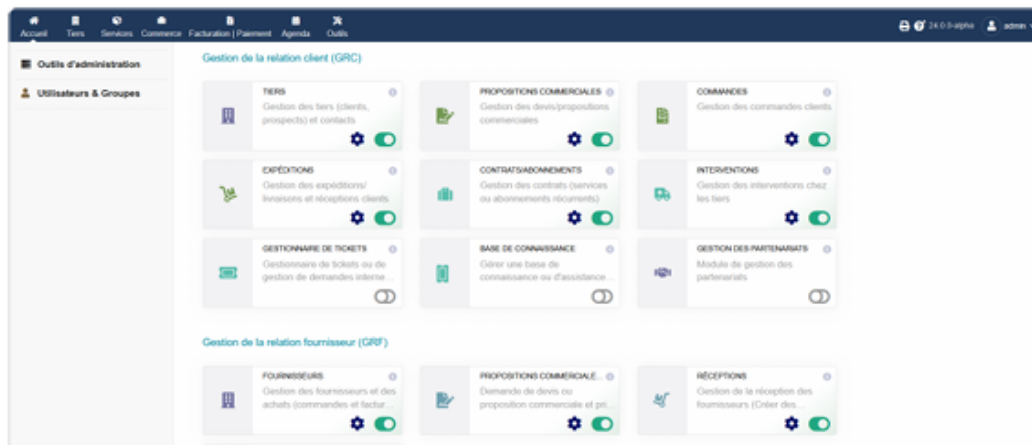 Accueil Tiers Services Commerce Facturation | Paiement Agenda Outils 24.0.0-alpha admin
Outils d'administration
Utilisateurs & Groupes
Gestion de la relation client (GRC)
TIERS
Gestion des tiers (clients,
prospects) et contacts
PROPOSITIONS COMMERCIALES
Gestion des devis/propositions
commerciales
COMMANDES
Gestion des commandes clients
EXPÉDITIONS
Gestion des expéditions/
livraisons et réceptions clients
CONTRATS/ABONNEMENTS
Gestion des contrats (services
ou abonnements récurrents)
INTERVENTIONS
Gestion des interventions chez
les tiers
GESTIONNAIRE DE TICKETS
Gestionnaire de tickets ou de
gestion de demandes interne...
BASE DE CONNAISSANCE
Gérer une base de
connaissance ou d'assistance...
GESTION DES PARTENARIATS
Module de gestion des
partenariats
Gestion de la relation fournisseur (GRF)
FOURNISSEURS
Gestion des fournisseurs et des
achats (commandes et factur...
PROPOSITIONS COMMERCIALE...
Demande de devis ou
proposition commerciale et pri...
RÉCEPTIONS
Gestion de la réception des
fournisseurs (Créer des...